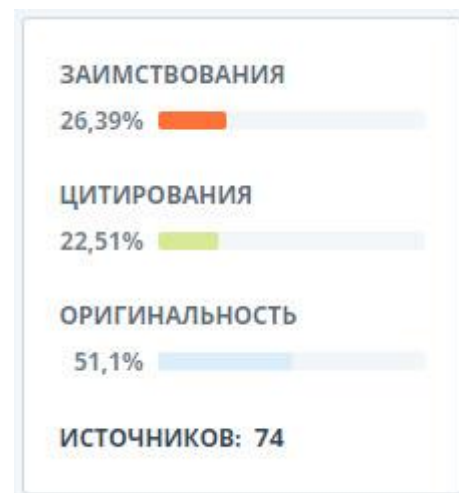 ЗАИМСТВОВАНИЯ
26,39%
ЦИТИРОВАНИЯ
22,51%
ОРИГИНАЛЬНОСТЬ
51,1%
ИСТОЧНИКОВ: 74